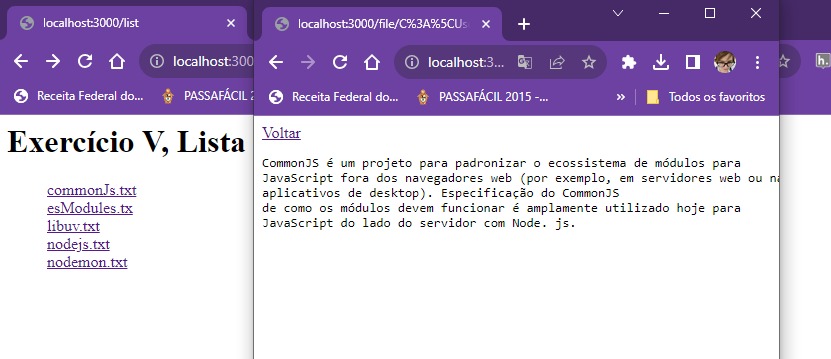 localhost:3000/list
localhost:300
Receita Federal do...
PASSAFÁCIL 2
Exercício V, Lista
commonJs.txt
esModules.tx
libuv.txt
nodejs.txt
nodemon.txt
localhost:3000/file/C%3A%5CUs
localhost:3...
Receita Federal do...
PASSAFÁCIL 2015 -...
»
Todos os favoritos
Voltar
CommonJS é um projeto para padronizar o ecossistema de módulos para
JavaScript fora dos navegadores web (por exemplo, em servidores web ou na
aplicativos de desktop). Especificação do CommonJS
de como os módulos devem funcionar é amplamente utilizado hoje para
JavaScript do lado do servidor com Node. js.
h.